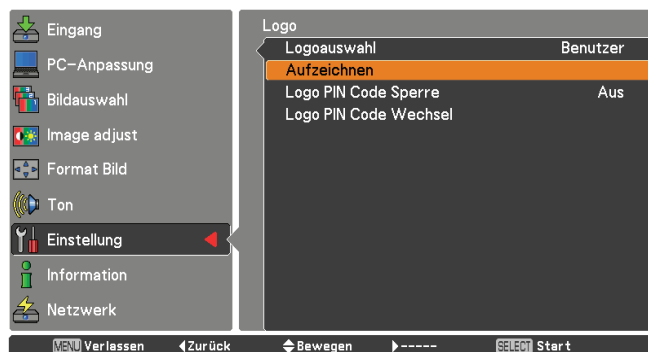 Eingang
PC-Anpassung
Bildauswahl
Image adjust
Format Bild
Ton
Einstellung
Information
Netzwerk
Logo
Logoauswahl Benutzer
Aufzeichnen
Logo PIN Code Sperre Aus
Logo PIN Code Wechsel
MENU Verlassen ◀Zurück ◆Bewegen ▶----- SELECT Start